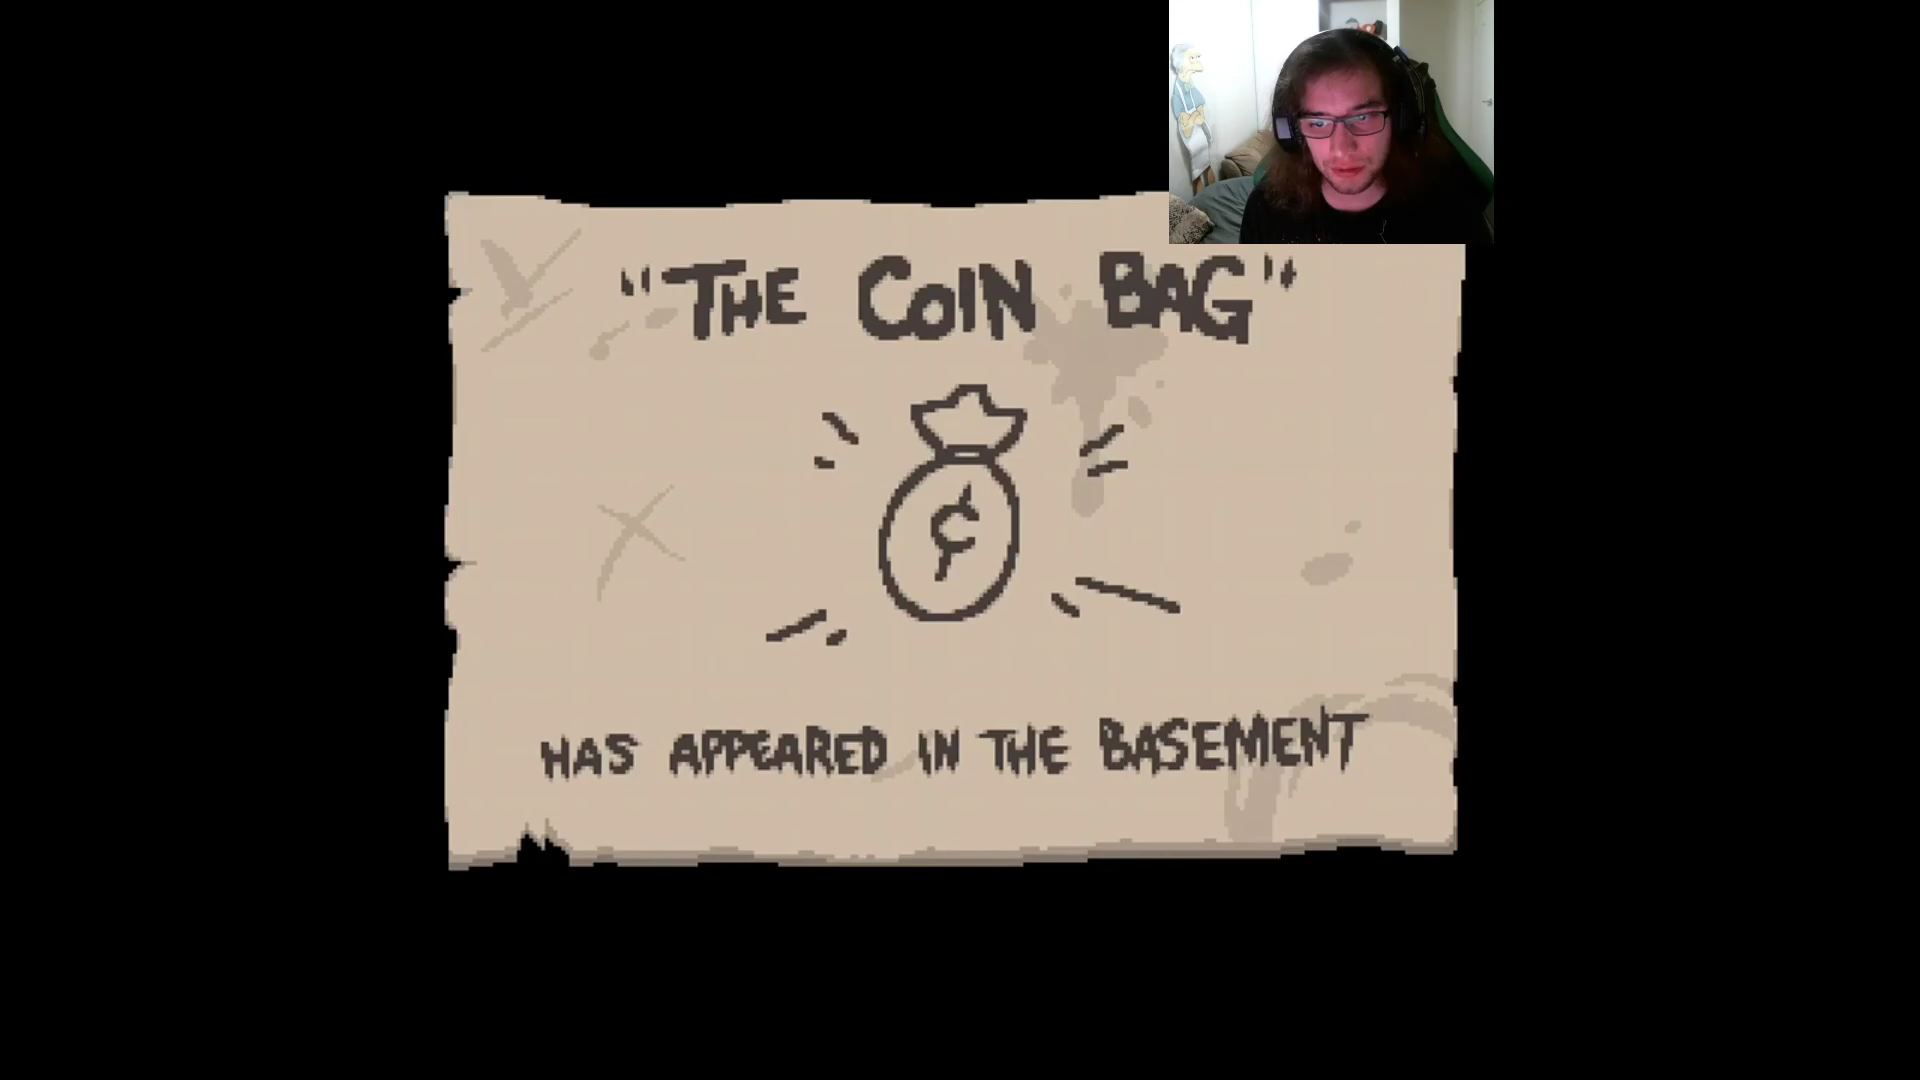 "THE COIN BAG"
¢
HAS APPEARED IN THE BASEMENT